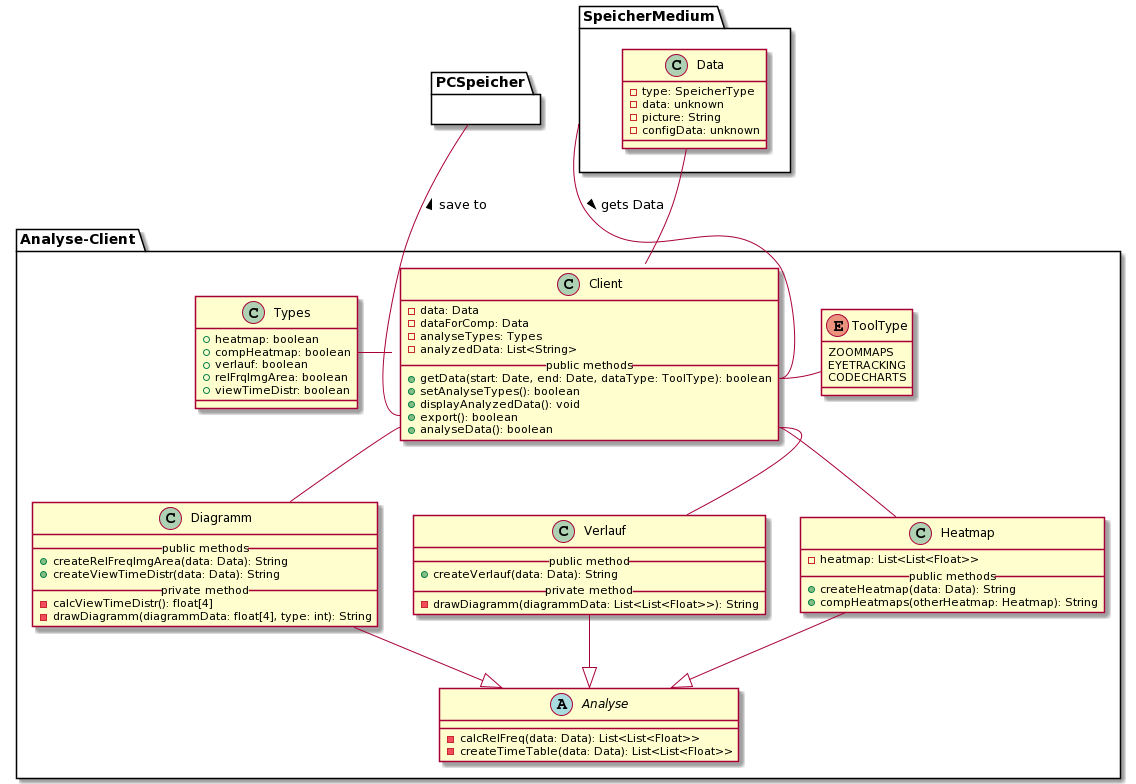 SpeicherMedium
C Data
type: SpeicherType
data: unknown
picture: String
configData: unknown
PCSpeicher
save to
gets Data
Analyse-Client
C Types
heatmap: boolean
compHeatmap: boolean
verlauf: boolean
relFrqImgArea: boolean
viewTimeDistr: boolean
C Client
data: Data
dataForComp: Data
analyseTypes: Types
analyzedData: List<String>
public methods
getData(start: Date, end: Date, dataType: ToolType): boolean
setAnalyseTypes(): boolean
displayAnalyzedData(): void
export(): boolean
analyseData(): boolean
E ToolType
ZOOMMAPS
EYETRACKING
CODECHARTS
C Diagramm
public methods
createRelFreqImgArea(data: Data): String
createViewTimeDistr(data: Data): String
private method
calcViewTimeDistr(): float[4]
drawDiagramm(diagrammData: float[4], type: int): String
C Verlauf
public method
createVerlauf(data: Data): String
private method
drawDiagramm(diagrammData: List<List<Float>>): String
C Heatmap
heatmap: List<List<Float>>
public methods
createHeatmap(data: Data): String
compHeatmaps(otherHeatmap: Heatmap): String
A Analyse
calcRelFreq(data: Data): List<List<Float>>
createTimeTable(data: Data): List<List<Float>>